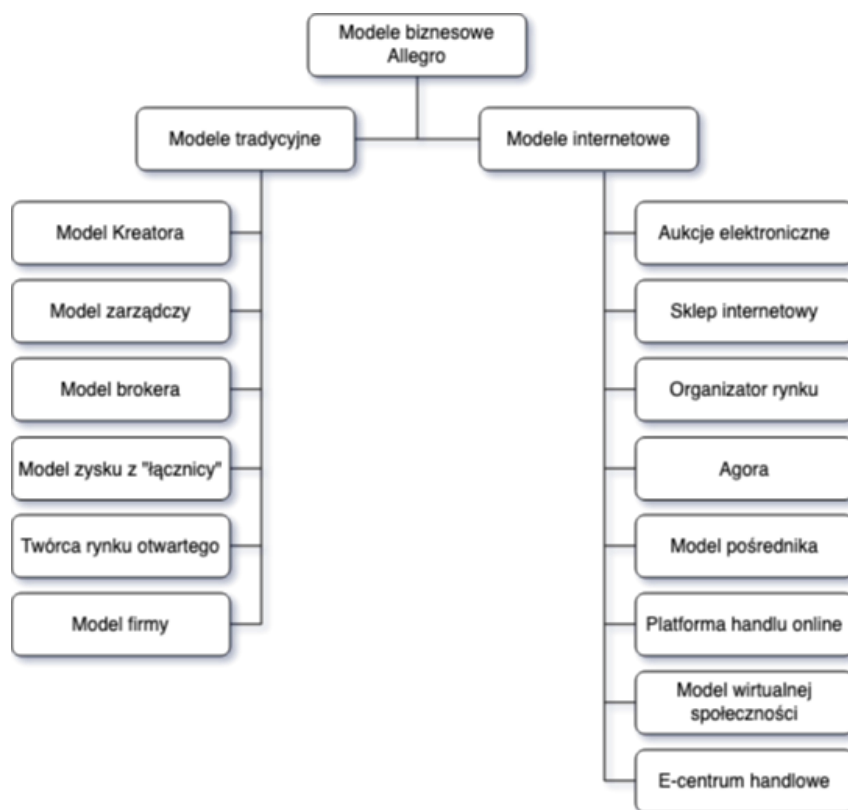 Modele biznesowe
Allegro
Modele tradycyjne
Modele internetowe
Model Kreatora
Model zarządczy
Model brokera
Model zysku z "łącznicy"
Twórca rynku otwartego
Model firmy
Aukcje elektroniczne
Sklep internetowy
Organizator rynku
Agora
Model pośrednika
Platforma handlu online
Model wirtualnej
społeczności
E-centrum handlowe